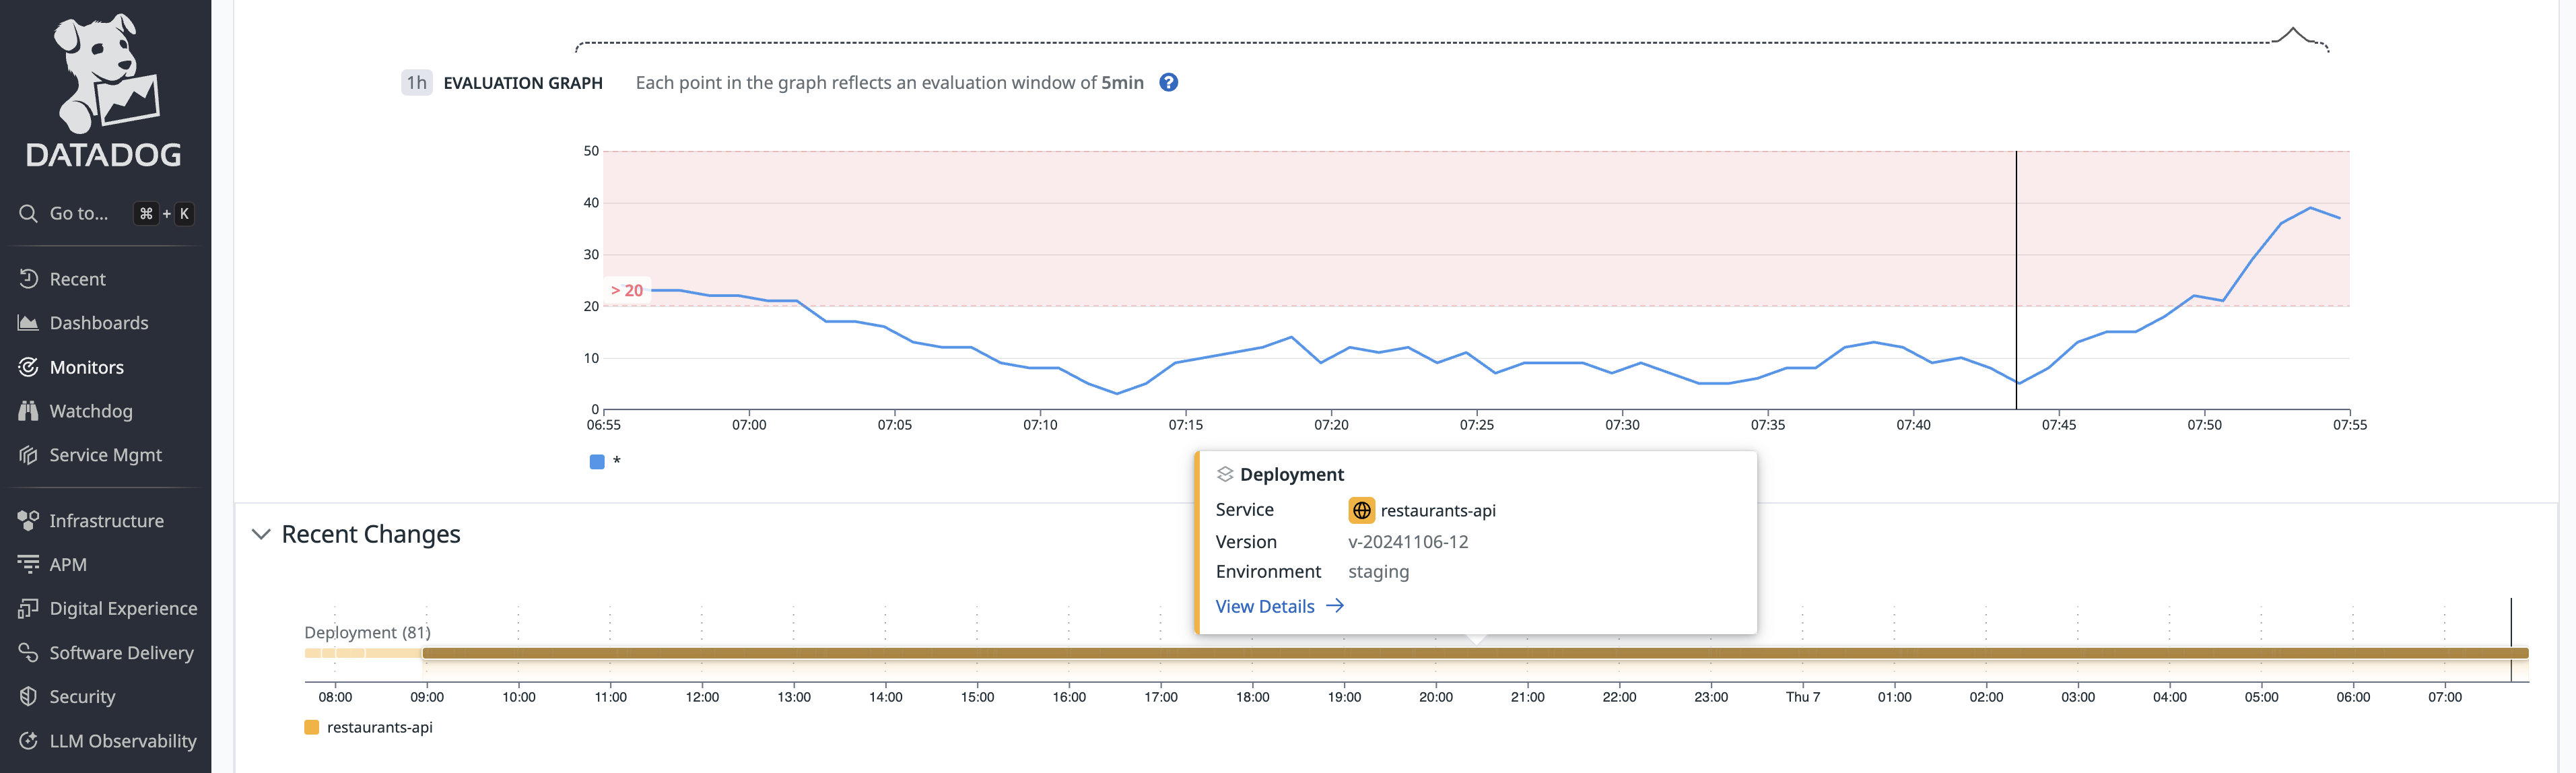 DATADOG
Go to... ⌘ + K
Recent
Dashboards
Monitors
Watchdog
Service Mgmt
Infrastructure
APM
Digital Experience
Software Delivery
Security
LLM Observability
1h EVALUATION GRAPH Each point in the graph reflects an evaluation window of 5min ?
50
40
30
> 20
20
10
0
06:55 07:00 07:05 07:10 07:15 07:20 07:25 07:30 07:35 07:40 07:45 07:50 07:55
*
Deployment
Service restaurants-api
Version v-20241106-12
Environment staging
View Details →
Recent Changes
Deployment (81)
08:00 09:00 10:00 11:00 12:00 13:00 14:00 15:00 16:00 17:00 18:00 19:00 20:00 21:00 22:00 23:00 Thu 7 01:00 02:00 03:00 04:00 05:00 06:00 07:00
restaurants-api